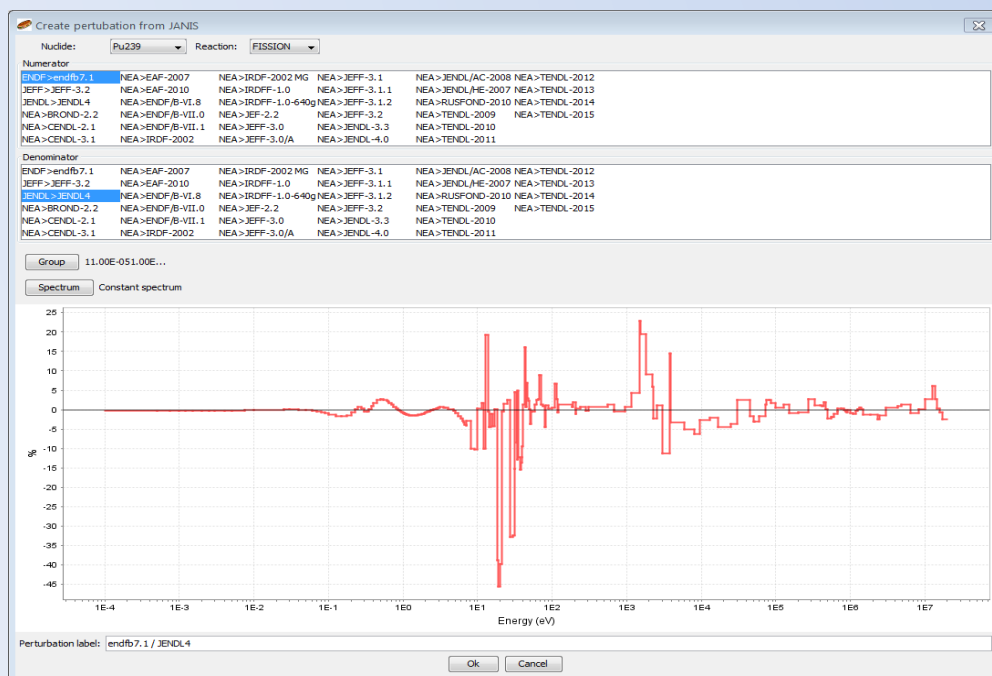 Create pertubation from JANIS
Nuclide: Pu239 Reaction: FISSION
Numerator
ENDF>endfb7.1 NEA>EAF-2007 NEA>IRDF-2002 MG NEA>JEFF-3.1 NEA>JENDL/AC-2008 NEA>TENDL-2012
JEFF>JEFF-3.2 NEA>EAF-2010 NEA>IRDFF-1.0 NEA>JEFF-3.1.1 NEA>JENDL/HE-2007 NEA>TENDL-2013
JENDL>JENDL4 NEA>ENDF/B-VI.8 NEA>IRDFF-1.0-640g NEA>JEFF-3.1.2 NEA>RUSFOND-2010 NEA>TENDL-2014
NEA>BROND-2.2 NEA>ENDF/B-VII.0 NEA>JEF-2.2 NEA>JEFF-3.2 NEA>TENDL-2009 NEA>TENDL-2015
NEA>CENDL-2.1 NEA>ENDF/B-VII.1 NEA>JEFF-3.0 NEA>JENDL-3.3 NEA>TENDL-2010
NEA>CENDL-3.1 NEA>IRDF-2002 NEA>JEFF-3.0/A NEA>JENDL-4.0 NEA>TENDL-2011
Denominator
ENDF>endfb7.1 NEA>EAF-2007 NEA>IRDF-2002 MG NEA>JEFF-3.1 NEA>JENDL/AC-2008 NEA>TENDL-2012
JEFF>JEFF-3.2 NEA>EAF-2010 NEA>IRDFF-1.0 NEA>JEFF-3.1.1 NEA>JENDL/HE-2007 NEA>TENDL-2013
JENDL>JENDL4 NEA>ENDF/B-VI.8 NEA>IRDFF-1.0-640g NEA>JEFF-3.1.2 NEA>RUSFOND-2010 NEA>TENDL-2014
NEA>BROND-2.2 NEA>ENDF/B-VII.0 NEA>JEF-2.2 NEA>JEFF-3.2 NEA>TENDL-2009 NEA>TENDL-2015
NEA>CENDL-2.1 NEA>ENDF/B-VII.1 NEA>JEFF-3.0 NEA>JENDL-3.3 NEA>TENDL-2010
NEA>CENDL-3.1 NEA>IRDF-2002 NEA>JEFF-3.0/A NEA>JENDL-4.0 NEA>TENDL-2011
Group 11.00E-051.00E...
Spectrum Constant spectrum
25
20
15
10
5
0
-5
-10
-15
-20
-25
-30
-35
-40
-45
%
1E-4 1E-3 1E-2 1E-1 1E0 1E1 1E2 1E3 1E4 1E5 1E6 1E7
Energy (eV)
Perturbation label: endfb7.1 / JENDL4
Ok Cancel